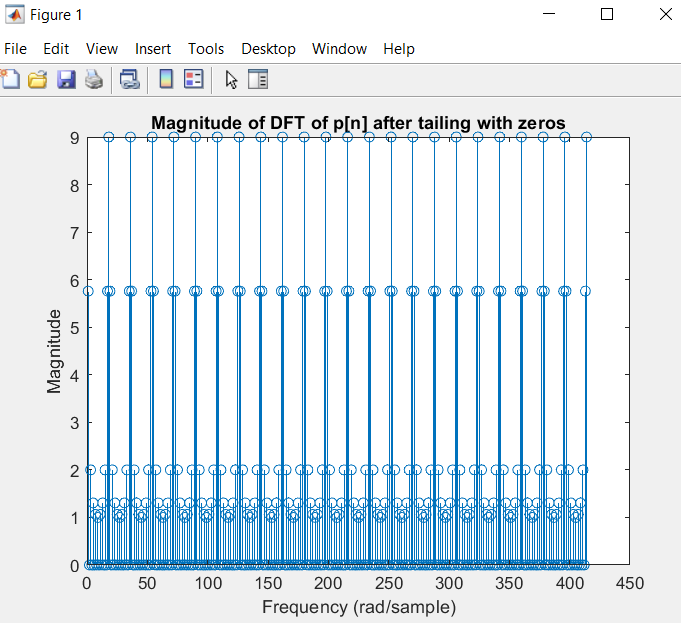 Figure 1
File Edit View Insert Tools Desktop Window Help
Magnitude of DFT of p[n] after tailing with zeros
9
8
7
6
5
4
3
2
1
0
Magnitude
0 50 100 150 200 250 300 350 400 450
Frequency (rad/sample)